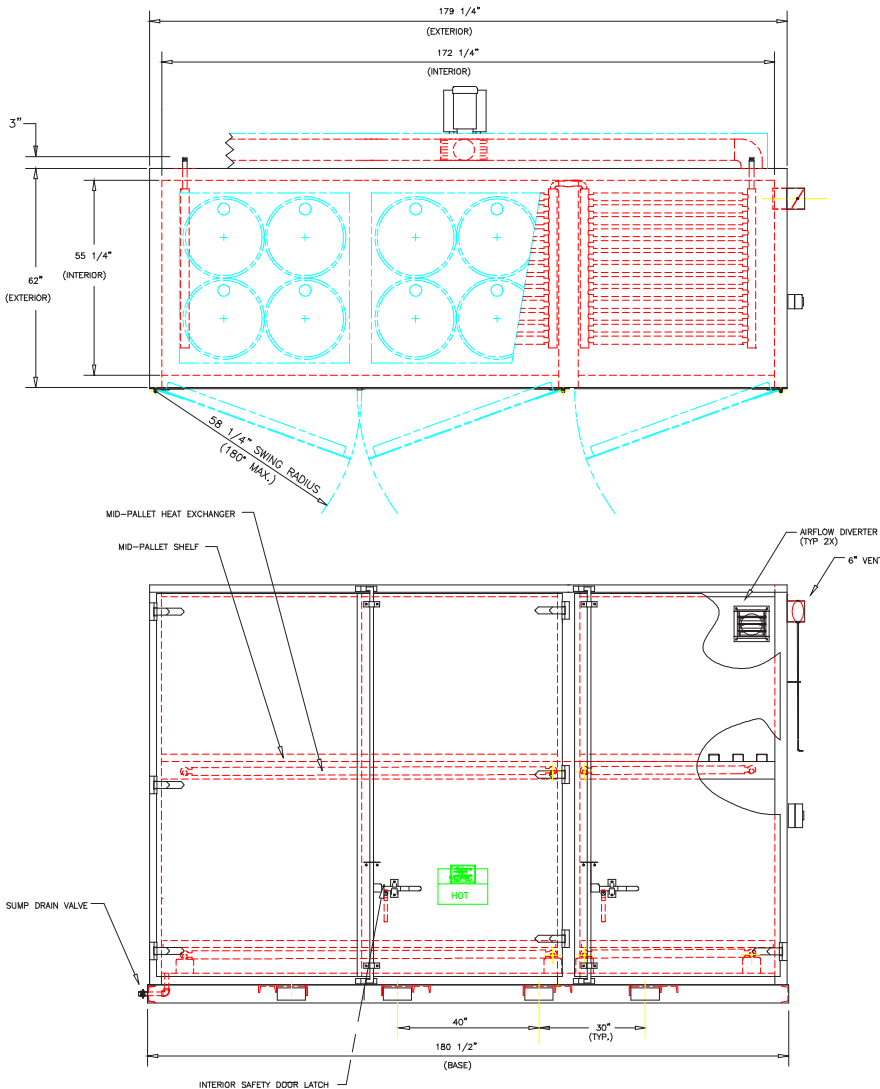 179 1/4"
(EXTERIOR)
172 1/4"
(INTERIOR)
3"
55 1/4"
(INTERIOR)
62"
(EXTERIOR)
58 1/4" SWING RADIUS
(180° MAX.)
MID-PALLET HEAT EXCHANGER
MID-PALLET SHELF
AIRFLOW DIVERTER
(TYP 2X)
6" VENT
HOT
SUMP DRAIN VALVE
40"
30"
(TYP.)
180 1/2"
(BASE)
INTERIOR SAFETY DOOR LATCH